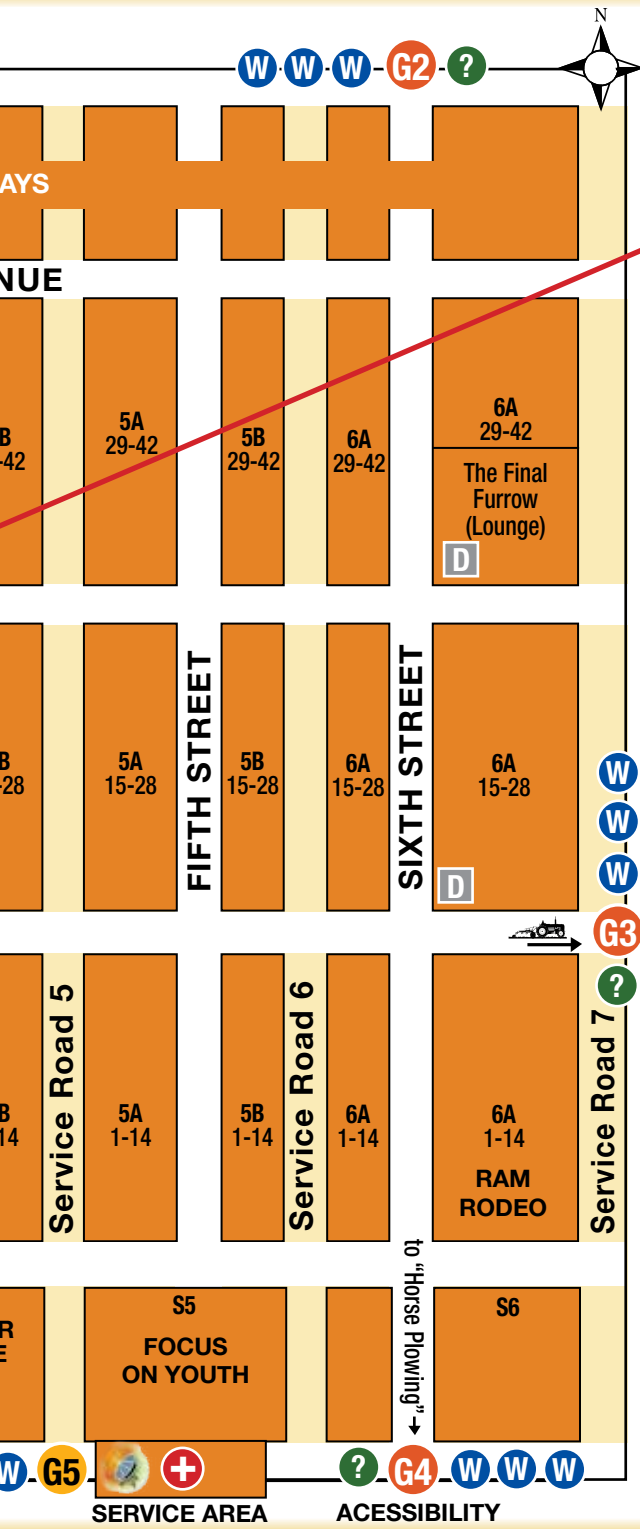 N
W W W G2 ?
AYS
NUE
B
-42
5A
29-42
5B
29-42
6A
29-42
6A
29-42
The Final
Furrow
(Lounge)
D
FIFTH STREET
SIXTH STREET
B
-28
5A
15-28
5B
15-28
6A
15-28
6A
15-28
D
W
W
W
G3
?
Service Road 5
Service Road 6
Service Road 7
B
14
5A
1-14
5B
1-14
6A
1-14
6A
1-14
RAM
RODEO
to "Horse Plowing"
R
E
S5
FOCUS
ON YOUTH
S6
W G5
? G4 W W W
SERVICE AREA
ACESSIBILITY